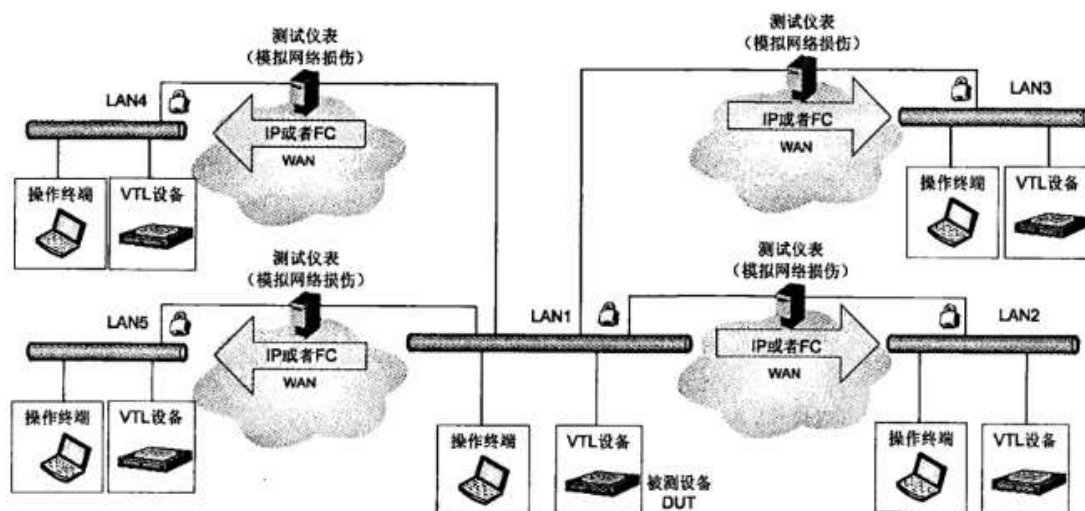 测试仪表
（模拟网络损伤）
LAN4
IP或者FC
WAN
操作终端
VTL设备
测试仪表
（模拟网络损伤）
LAN3
IP或者FC
WAN
操作终端
VTL设备
测试仪表
（模拟网络损伤）
LAN5
IP或者FC
WAN
操作终端
VTL设备
LAN1
操作终端
VTL设备
被测设备
DUT
测试仪表
（模拟网络损伤）
LAN2
IP或者FC
WAN
操作终端
VTL设备